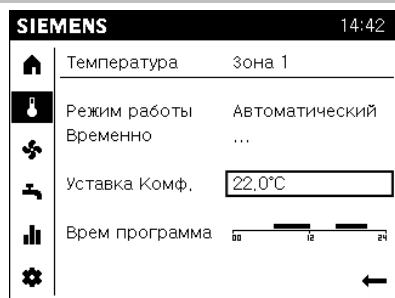 SIEMENS 14:42
Температура Зона 1
Режим работы Автоматический
Временно ...
Уставка Комф. 22,0°C
Врем программа 00 12 24